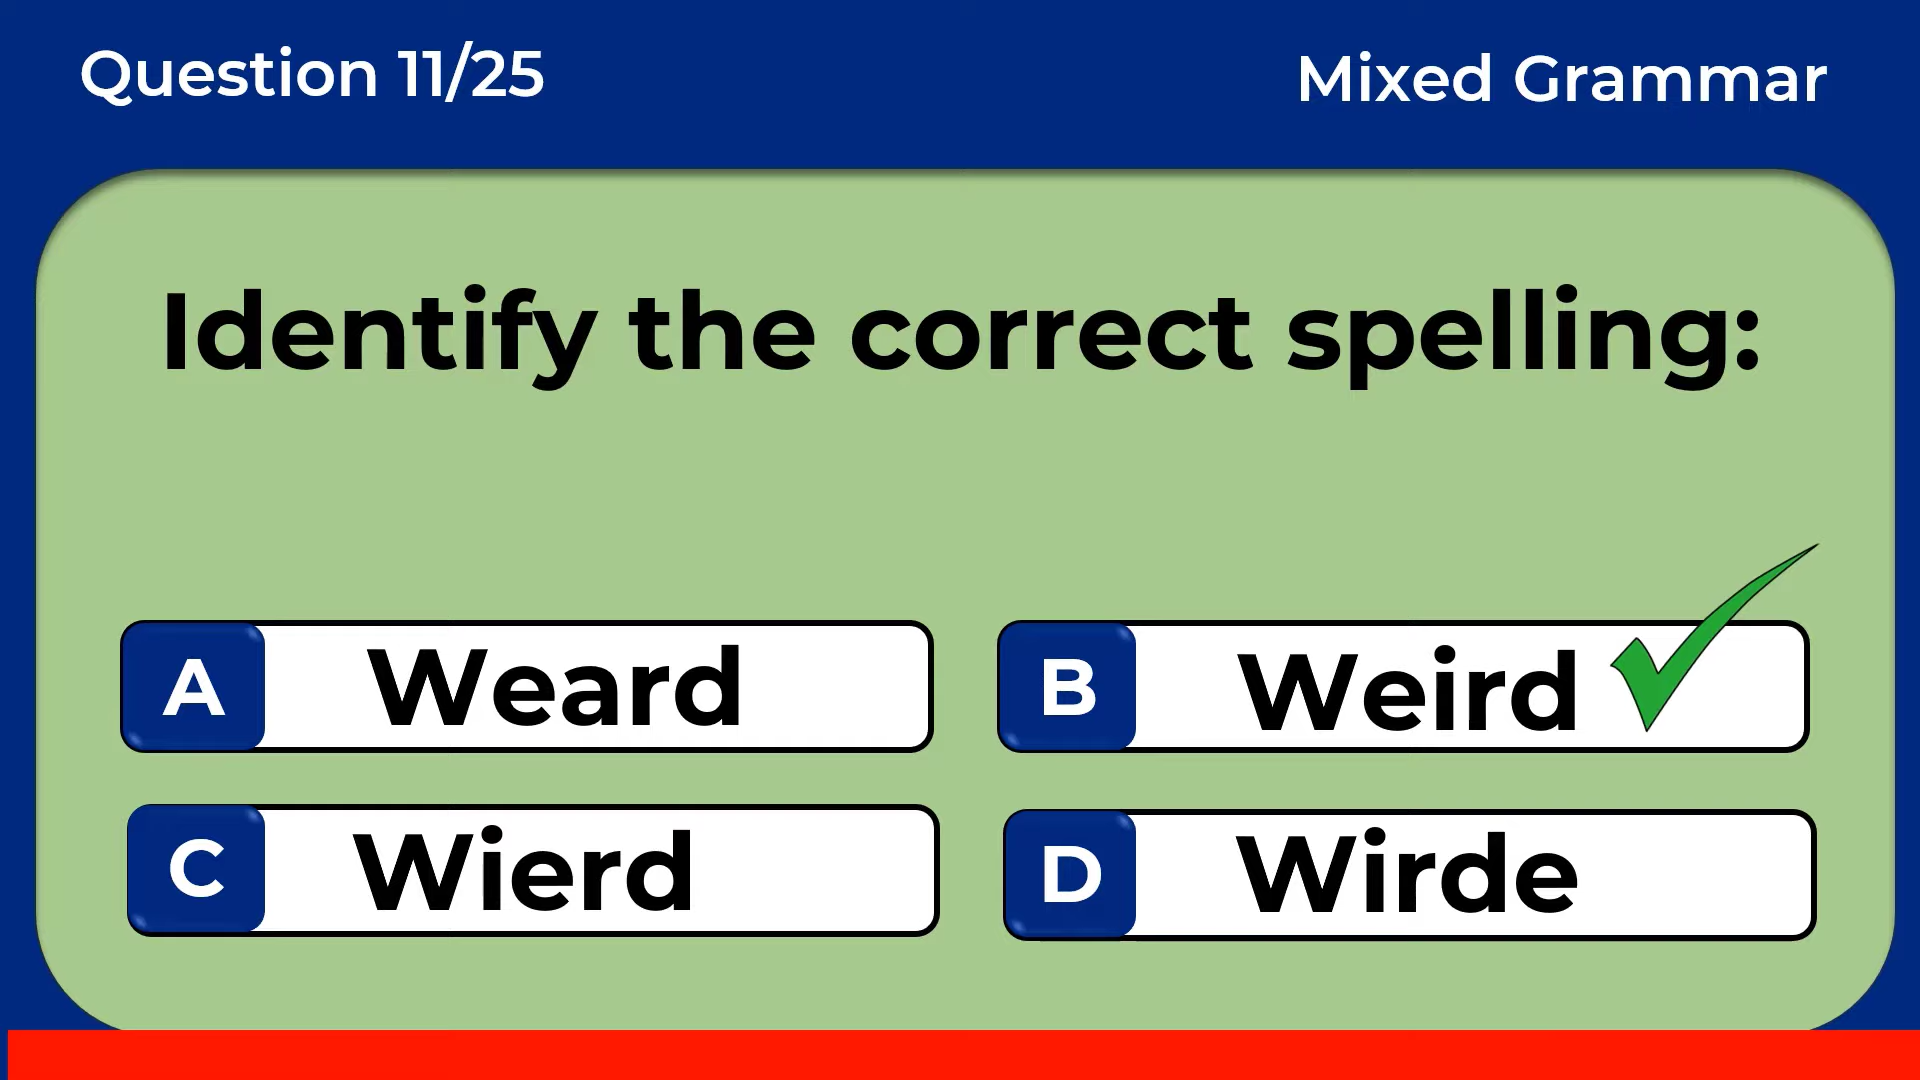 Question 11/25
Mixed Grammar
Identify the correct spelling:
A Weard
B Weird
C Wierd
D Wirde